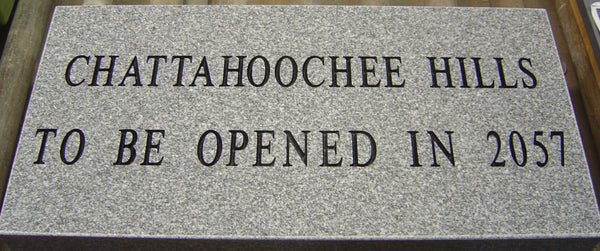 CHATTAHOOCHEE HILLS
TO BE OPENED IN 2057